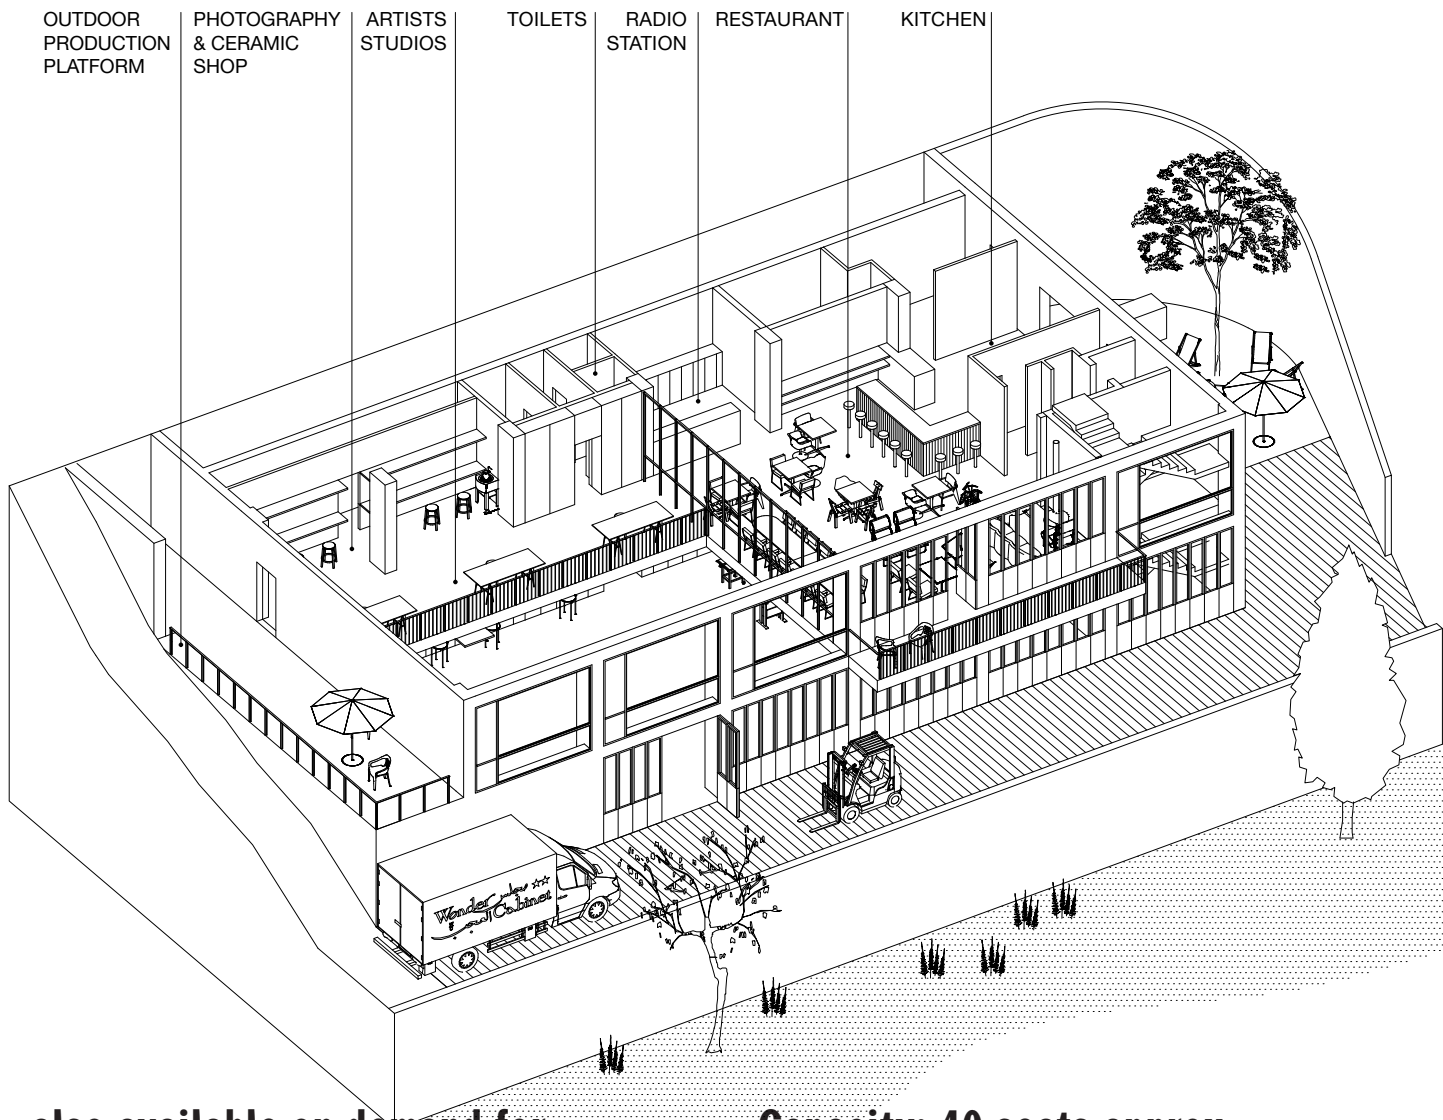 OUTDOOR
PRODUCTION
PLATFORM
PHOTOGRAPHY
& CERAMIC
SHOP
ARTISTS
STUDIOS
TOILETS
RADIO
STATION
RESTAURANT
KITCHEN
Wonder
Cabinet
also available on demand for
Capacity: 40 seats approx